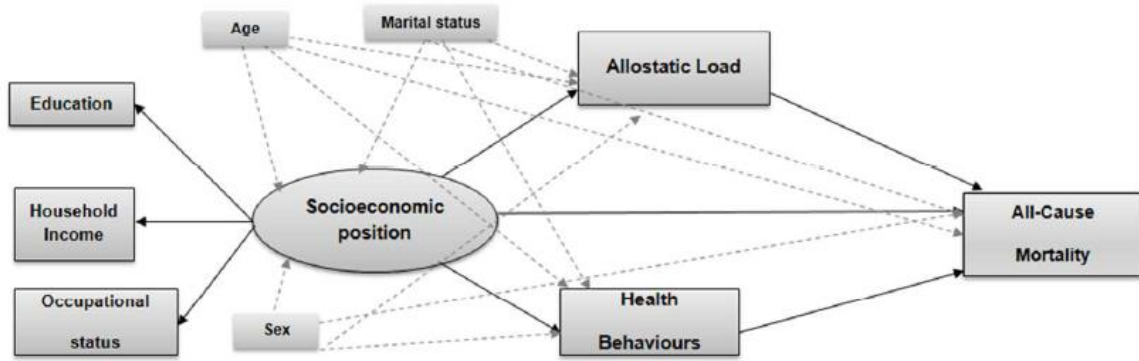 Age
Marital status
Allostatic Load
Education
Household
Income
Socioeconomic
position
All-Cause
Mortality
Occupational
status
Sex
Health
Behaviours